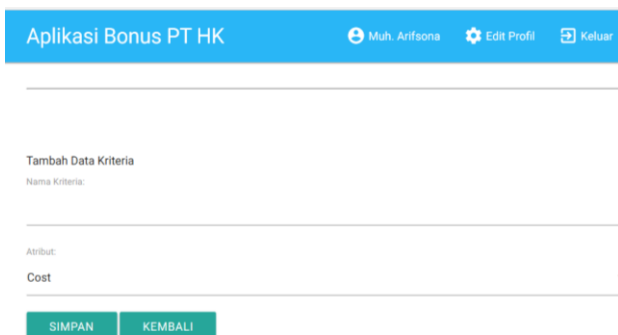 Aplikasi Bonus PT HK Muh. Arifsona Edit Profil Keluar
Tambah Data Kriteria
Nama Kriteria:
Atribut:
Cost
SIMPAN KEMBALI